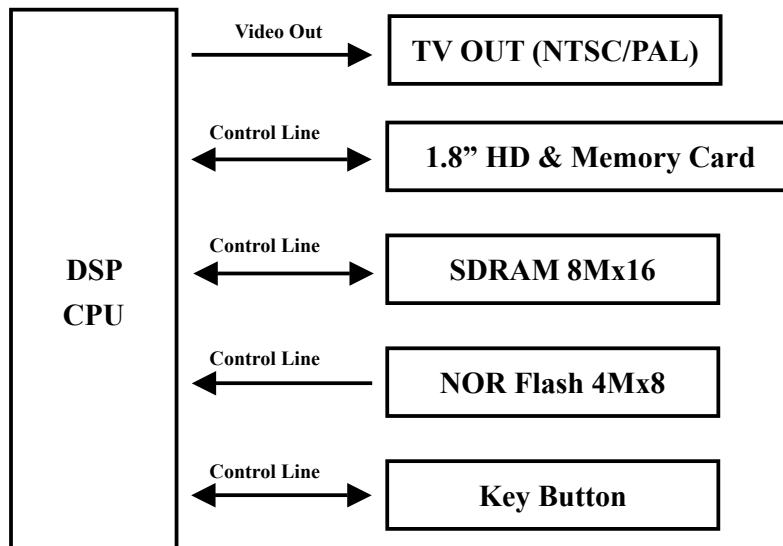 Video Out
TV OUT (NTSC/PAL)
Control Line
1.8” HD & Memory Card
Control Line
SDRAM 8Mx16
DSP
CPU
Control Line
NOR Flash 4Mx8
Control Line
Key Button